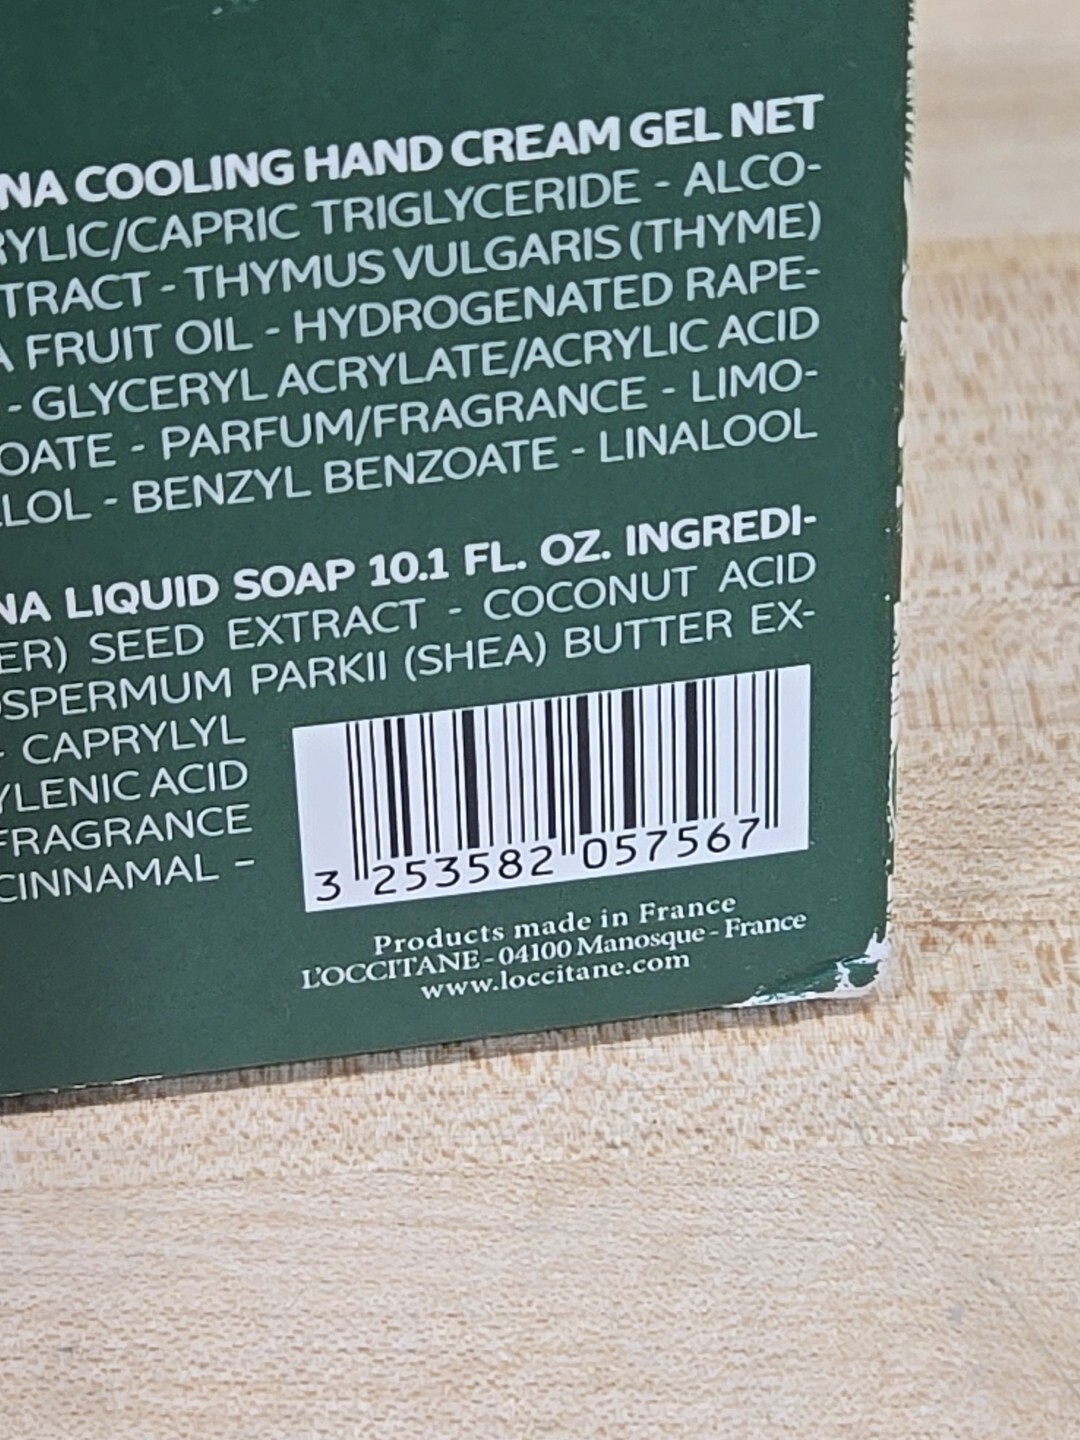 NA COOLING HAND CREAM GEL NET
RYLIC/CAPRIC TRIGLYCERIDE - ALCO-
TRACT - THYMUS VULGARIS (THYME)
A FRUIT OIL - HYDROGENATED RAPE-
- GLYCERYL ACRYLATE/ACRYLIC ACID
OATE - PARFUM/FRAGRANCE - LIMO-
LLOL - BENZYL BENZOATE - LINALOOL
NA LIQUID SOAP 10.1 FL. OZ. INGREDI-
ER) SEED EXTRACT - COCONUT ACID
OSPERMUM PARKII (SHEA) BUTTER EX-
- CAPRYLYL
YLENIC ACID
FRAGRANCE
CINNAMAL -
3 253582 057567
Products made in France
L'OCCITANE - 04100 Manosque - France
www.loccitane.com